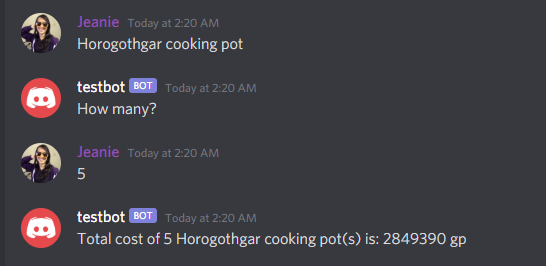 Jeanie Today at 2:20 AM
Horogothgar cooking pot
testbot BOT Today at 2:20 AM
How many?
Jeanie Today at 2:20 AM
5
testbot BOT Today at 2:20 AM
Total cost of 5 Horogothgar cooking pot(s) is: 2849390 gp